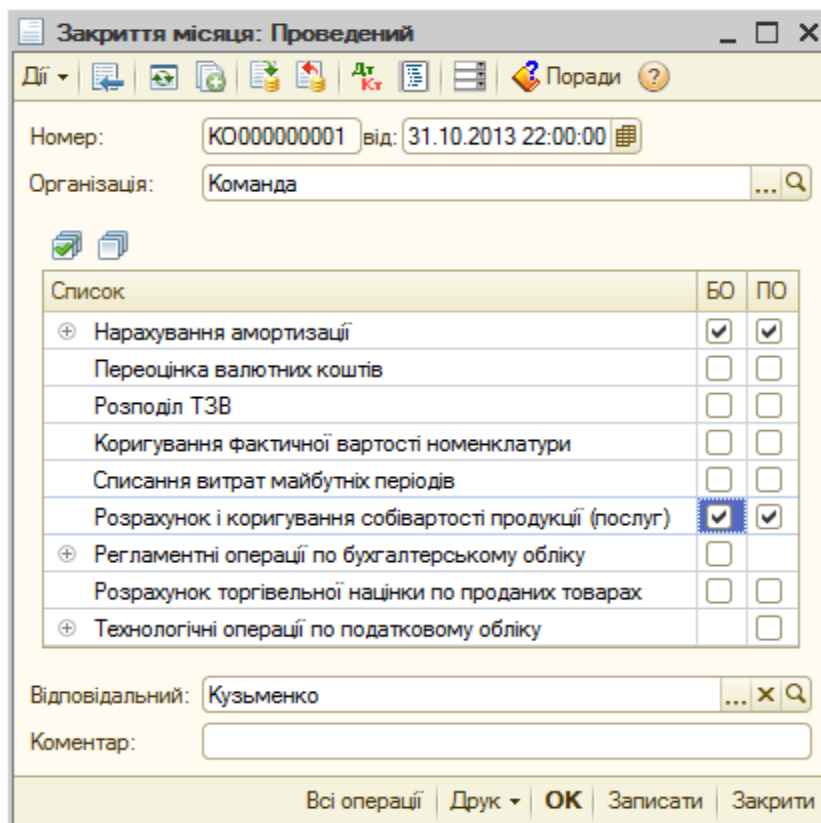 Закриття місяця: Проведений
Дії Дт Кт Поради ?
Номер: КО000000001 від: 31.10.2013 22:00:00
Організація: Команда ...
Список БО ПО
Нарахування амортизації
Переоцінка валютних коштів
Розподіл ТЗВ
Коригування фактичної вартості номенклатури
Списання витрат майбутніх періодів
Розрахунок і коригування собівартості продукції (послуг)
Регламентні операції по бухгалтерському обліку
Розрахунок торгівельної націнки по проданих товарах
Технологічні операції по податковому обліку
Відповідальний: Кузьменко ...
Коментар:
Всі операції Друк OK Записати Закрити